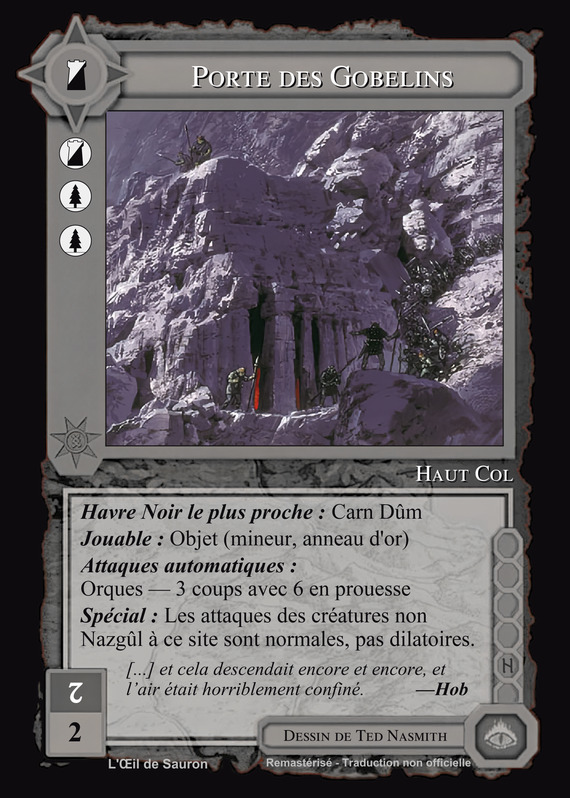 Porte des Gobelins
Haut Col
Havre Noir le plus proche : Carn Dûm
Jouable : Objet (mineur, anneau d'or)
Attaques automatiques :
Orques — 3 coups avec 6 en prouesse
Spécial : Les attaques des créatures non
Nazgûl à ce site sont normales, pas dilatoires.
[...] et cela descendait encore et encore, et
l'air était horriblement confiné. —Hob
2
2
Dessin de Ted Nasmith
L'Œil de Sauron
Remastérisé - Traduction non officielle